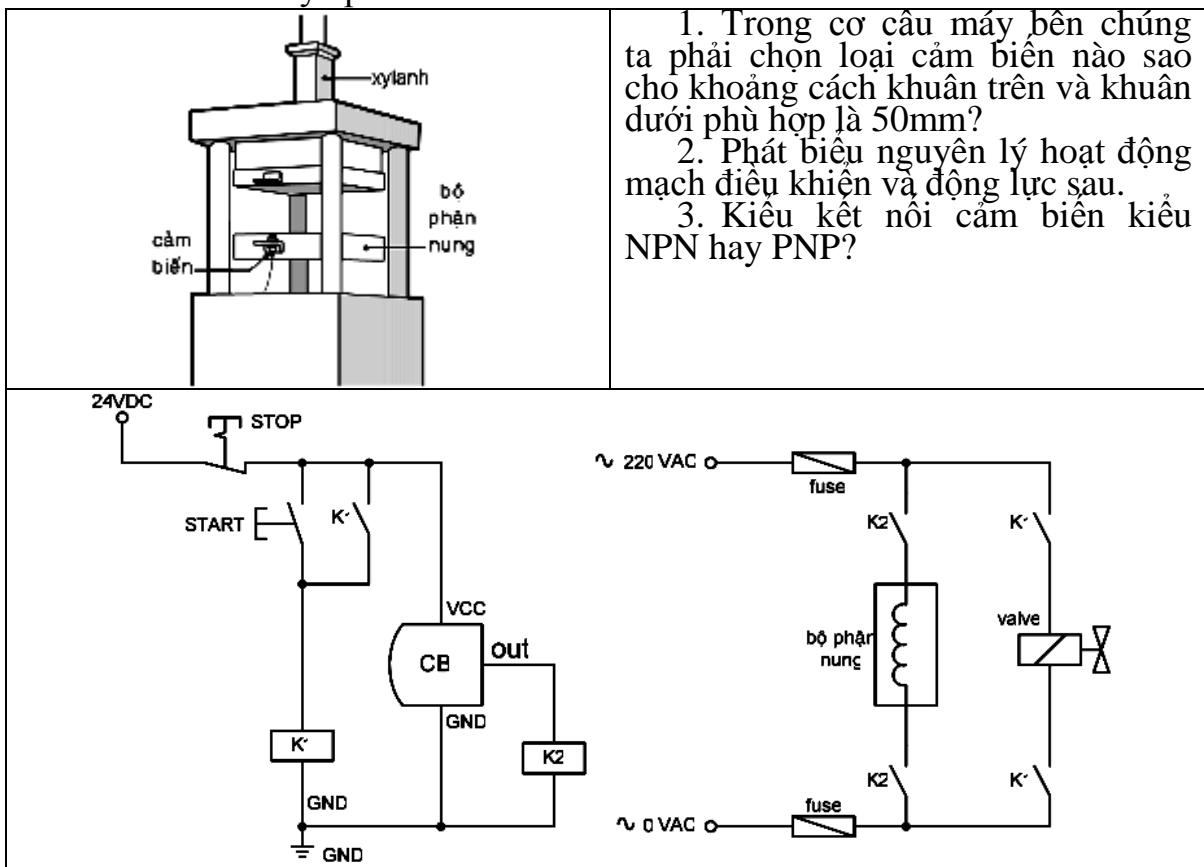 xylanh
bộ
phận
nung
cảm
biến
1. Trong cơ cấu máy bên chúng
ta phải chọn loại cảm biến nào sao
cho khoảng cách khuân trên và khuân
dưới phù hợp là 50mm?
2. Phát biểu nguyên lý hoạt động
mạch điều khiển và động lực sau.
3. Kiểu kết nối cảm biến kiểu
NPN hay PNP?
24VDC
STOP
START
K1
VCC
CB
out
GND
K1
K2
GND
GND
~ 220 VAC
fuse
K2
K1
bộ phận
nung
valve
K2
K1
~ 0 VAC
fuse